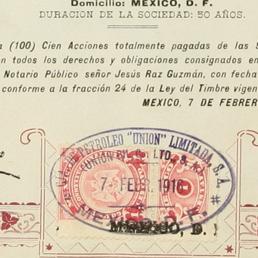 Domicilio: MEXICO, D. F.
DURACION DE LA SOCIEDAD: 50 AÑOS.
a (100) Cien Acciones totalmente pagadas de las
n todos los derechos y obligaciones consignados en
Notario Público señor Jesús Raz Guzmán, con fecha
conforme a la fracción 24 de la Ley del Timbre vigen
MEXICO, 7 DE FEBRER
PETROLEO "UNION" LIMITADA S. A.
7- FEB. 1916
MEXICO, D. F.
MEXICO, D.